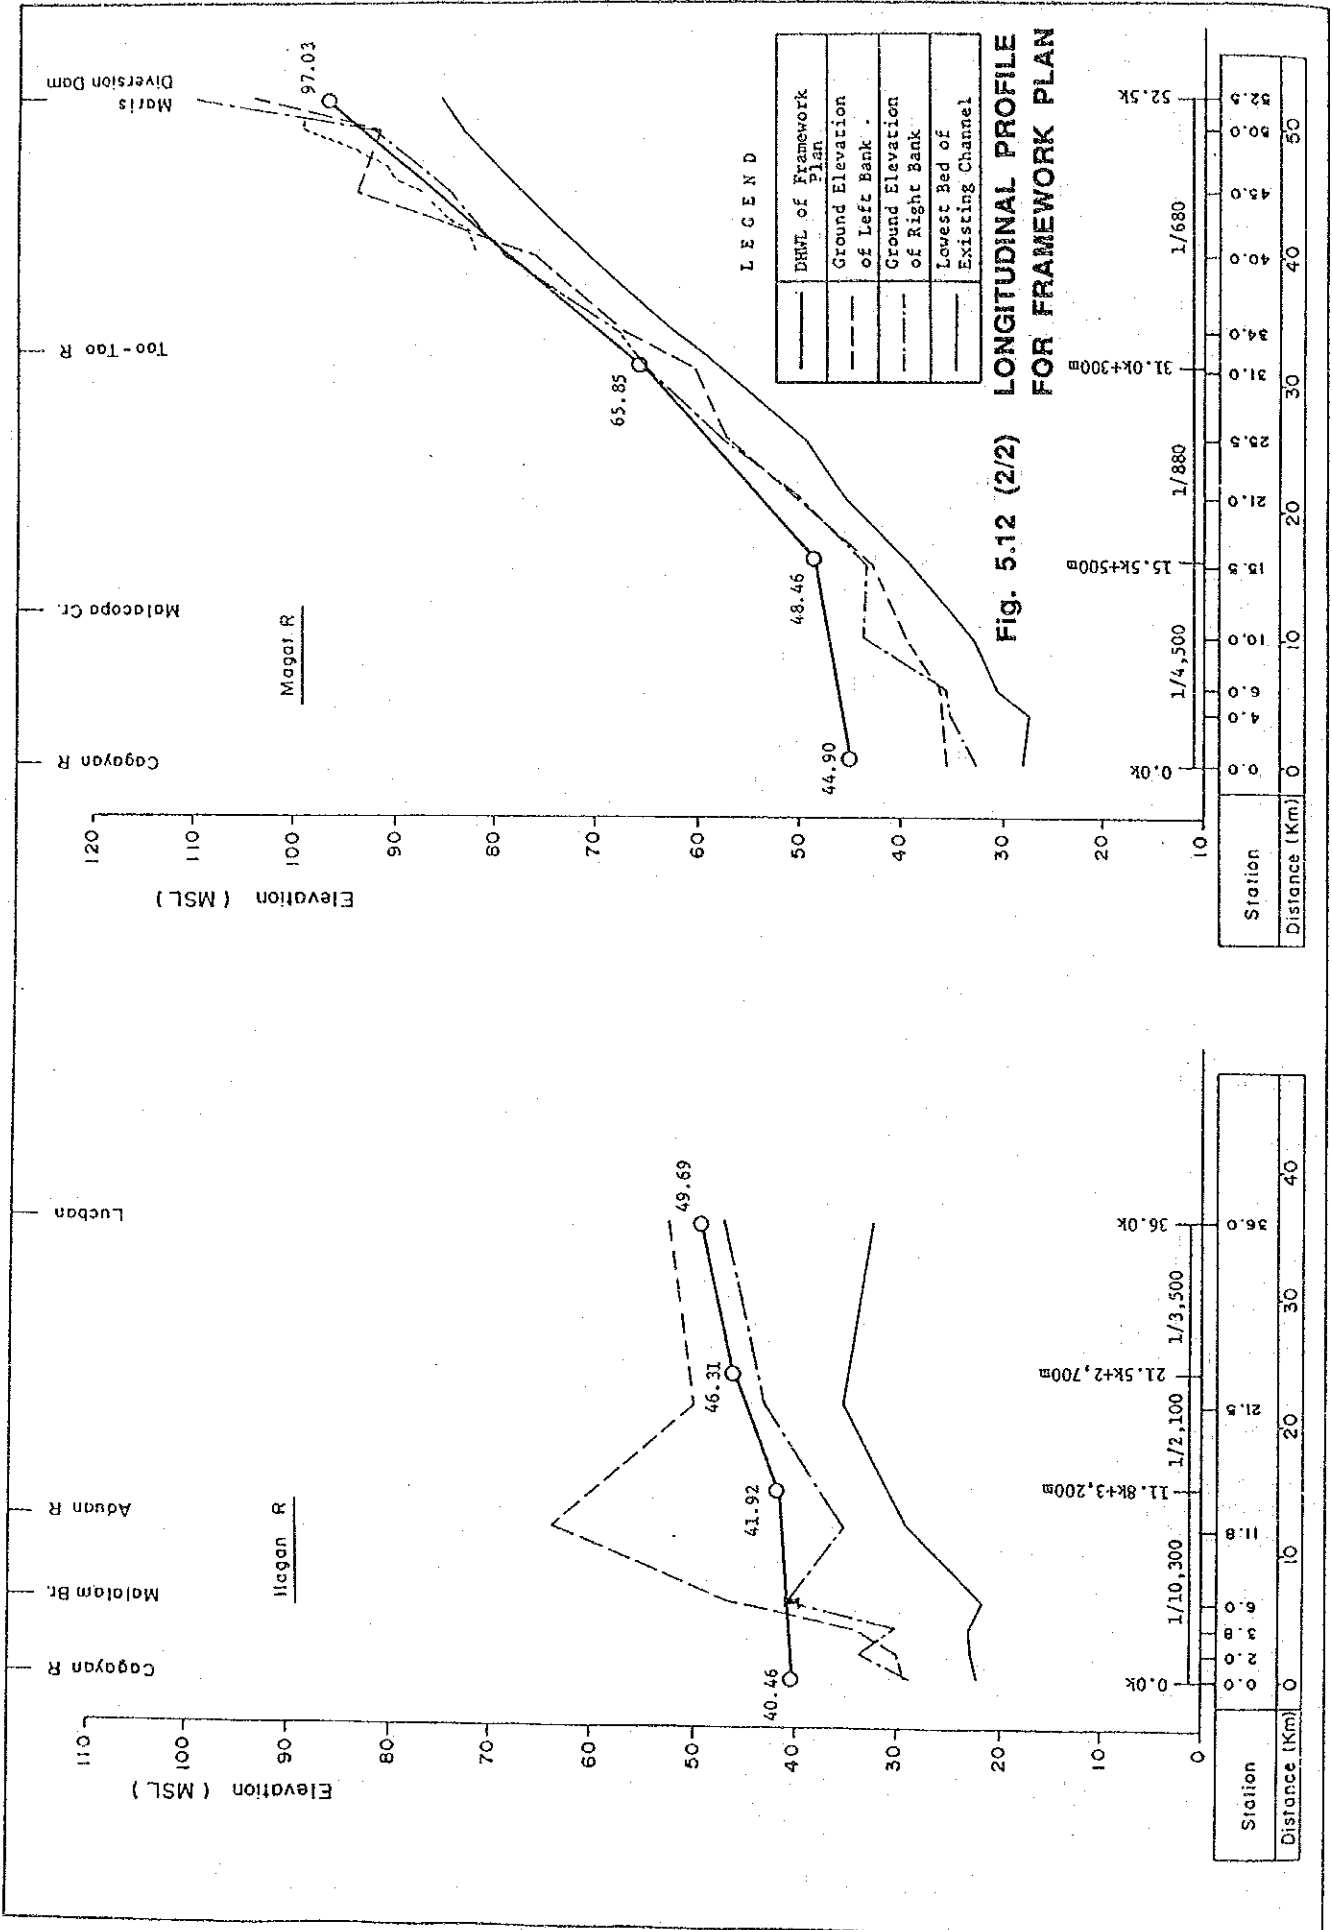 Cagayan R
Malatam Br.
Aduan R
Lucban
Ilagan R
Elevation ( MSL )
110
100
90
80
70
60
50
40
30
20
10
0
40.46
41.92
46.31
49.69
0.0k
11.8k+3,200m
21.5k+2,700m
36.0k
1/10,300
1/2,100
1/3,500
Station
0.0
2.0
3.8
6.0
11.8
21.5
36.0
Distance (Km)
0
10
20
30
40
Cagayan R
Malacopa Cr.
Tao-Tao R
Maris
Diversion Dam
Magat R
Elevation ( MSL )
120
110
100
90
80
70
60
50
40
30
20
10
44.90
48.46
65.85
97.03
LEGEND
DHWL of Framework
Plan
Ground Elevation
of Left Bank
Ground Elevation
of Right Bank
Lowest Bed of
Existing Channel
0.0k
15.5k+500m
31.0k+300m
52.5k
1/4,500
1/880
1/680
Station
0.0
4.0
6.0
10.0
15.5
21.0
25.5
31.0
34.0
40.0
45.0
50.0
52.5
Distance (Km)
0
10
20
30
40
50
Fig. 5.12 (2/2) LONGITUDINAL PROFILE
FOR FRAMEWORK PLAN